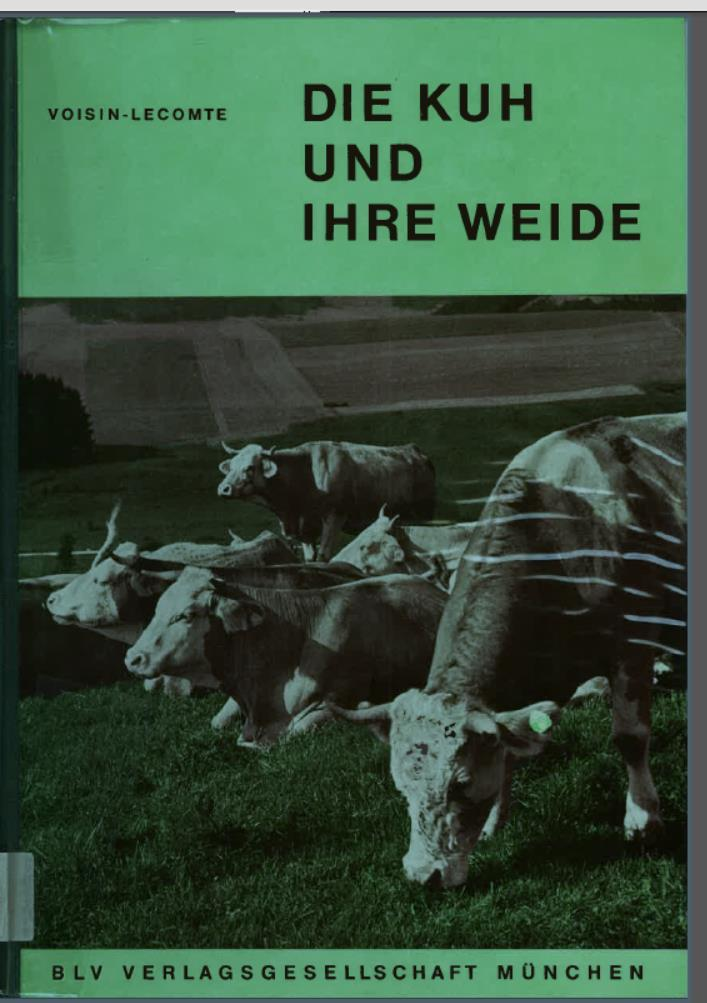 VOISIN-LECOMTE
DIE KUH
UND
IHRE WEIDE
BLV VERLAGSGESELLSCHAFT MÜNCHEN